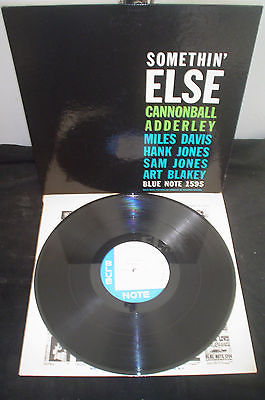 SOMETHIN'
ELSE
CANNONBALL
ADDERLEY
MILES DAVIS
HANK JONES
SAM JONES
ART BLAKEY
BLUE NOTE 1595
BLUE
NOTE